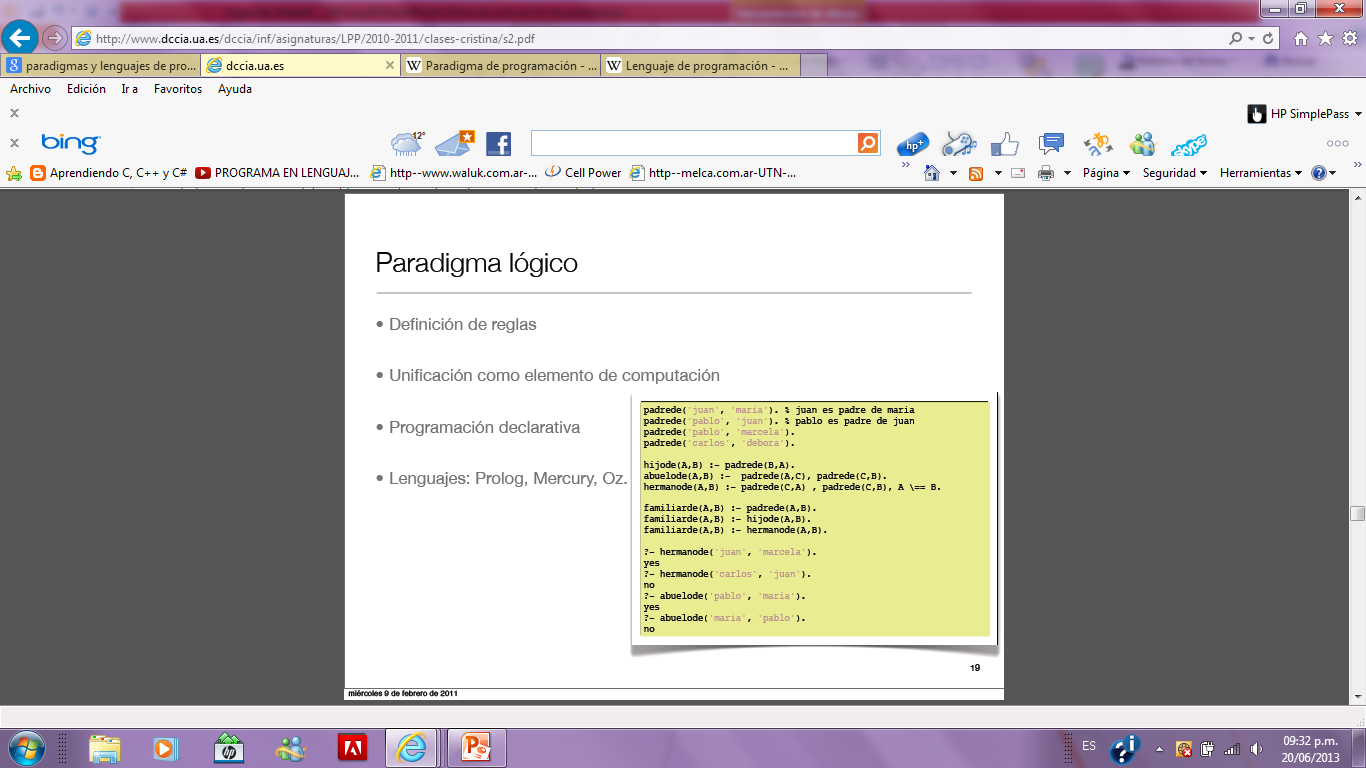 http://www.dccia.ua.es/dccia/inf/asignaturas/LPP/2010-2011/clases-cristina/s2.pdf
paradigmas y lenguajes de pro... dccia.ua.es Paradigma de programación - ... Lenguaje de programación - ...
Archivo Edición Ir a Favoritos Ayuda
HP SimplePass
bing 12° hp+ skype
Aprendiendo C, C++ y C# PROGRAMA EN LENGUAJ... http--www.waluk.com.ar-... Cell Power http--melca.com.ar-UTN-... Página Seguridad Herramientas
Paradigma lógico
• Definición de reglas
• Unificación como elemento de computación
• Programación declarativa
• Lenguajes: Prolog, Mercury, Oz.
padrede('juan', 'maria'). % juan es padre de maria
padrede('pablo', 'juan'). % pablo es padre de juan
padrede('pablo', 'marcela').
padrede('carlos', 'debora').
hijode(A,B) :- padrede(B,A).
abuelode(A,B) :- padrede(A,C), padrede(C,B).
hermanode(A,B) :- padrede(C,A) , padrede(C,B), A \== B.
familiarde(A,B) :- padrede(A,B).
familiarde(A,B) :- hijode(A,B).
familiarde(A,B) :- hermanode(A,B).
?- hermanode('juan', 'marcela').
yes
?- hermanode('carlos', 'juan').
no
?- abuelode('pablo', 'maria').
yes
?- abuelode('maria', 'pablo').
no
19
miércoles 9 de febrero de 2011
ES 09:32 p.m.
20/06/2013